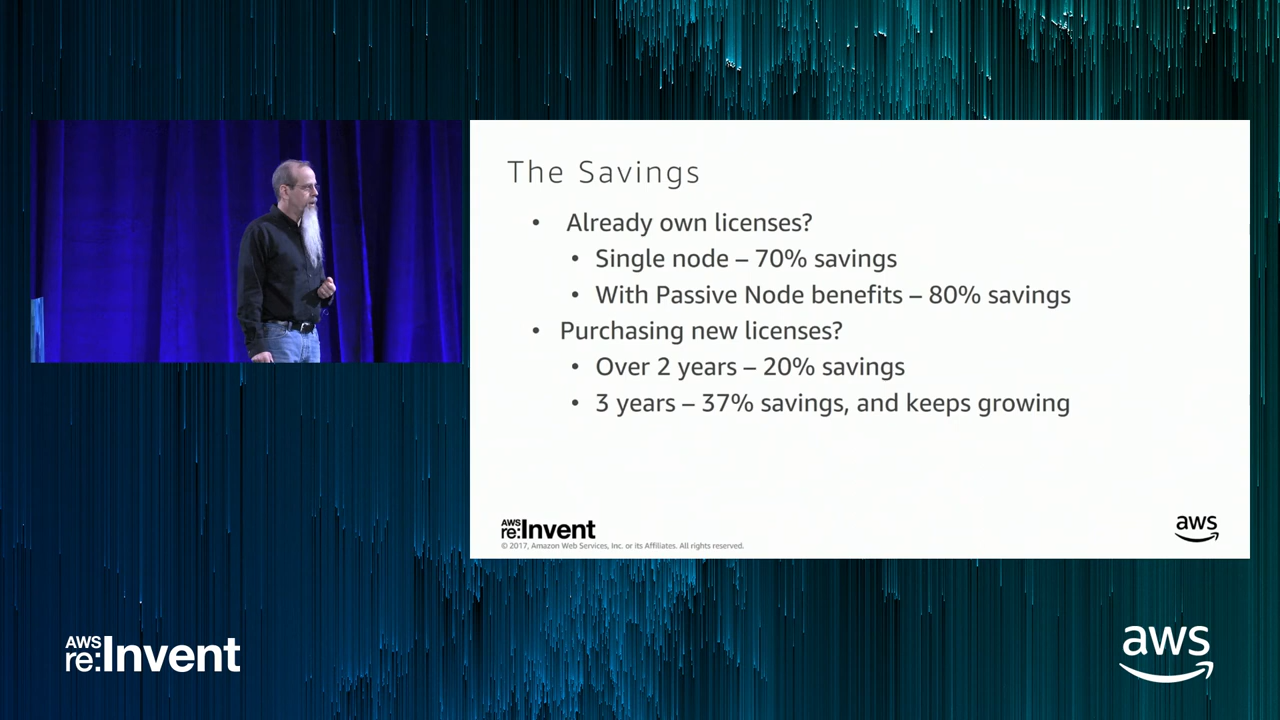 The Savings
• Already own licenses?
• Single node – 70% savings
• With Passive Node benefits – 80% savings
• Purchasing new licenses?
• Over 2 years – 20% savings
• 3 years – 37% savings, and keeps growing
AWS
re:Invent
© 2017, Amazon Web Services, Inc. or its Affiliates. All rights reserved.
aws
AWS
re:Invent
aws